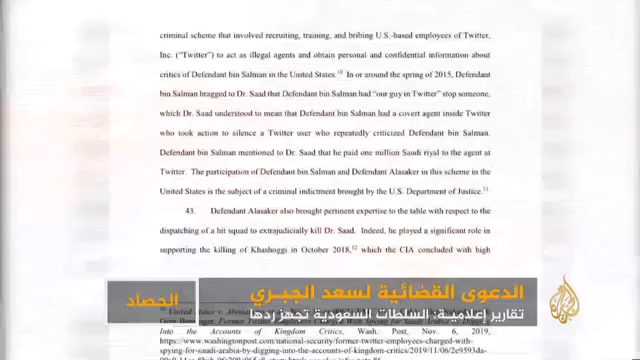 criminal scheme that involved recruiting, training, and bribing U.S.-based employees of Twitter,
Inc. ("Twitter") to act as illegal agents and obtain personal and confidential information about
critics of Defendant bin Salman in the United States.10 In or around the spring of 2015, Defendant
bin Salman bragged to Dr. Saad that Defendant bin Salman had "our guy in Twitter" stop someone,
which Dr. Saad understood to mean that Defendant bin Salman had a covert agent inside Twitter
who took action to silence a Twitter user who repeatedly criticized Defendant bin Salman.
Defendant bin Salman mentioned to Dr. Saad that he paid one million Saudi riyal to the agent at
Twitter. The participation of Defendant bin Salman and Defendant Alasaker in this scheme in the
United States is the subject of a criminal indictment brought by the U.S. Department of Justice.11
43. Defendant Alasaker also brought pertinent expertise to the table with respect to the
dispatching of a hit squad to extrajudicially kill Dr. Saad. Indeed, he played a significant role in
supporting the killing of Khashoggi in October 2018,12 which the CIA concluded with high
الدعوى القضائية لسعد الجبري
الحصاد
تقارير إعلامية: السلطات السعودية تجهز ردها
Into the Accounts of Kingdom Critics, Wash. Post, Nov. 6, 2019,
https://www.washingtonpost.com/national-security/former-twitter-employees-charged-with-
spying-for-saudi-arabia-by-digging-into-the-accounts-of-kingdom-critics/2019/11/06/2e9593da-